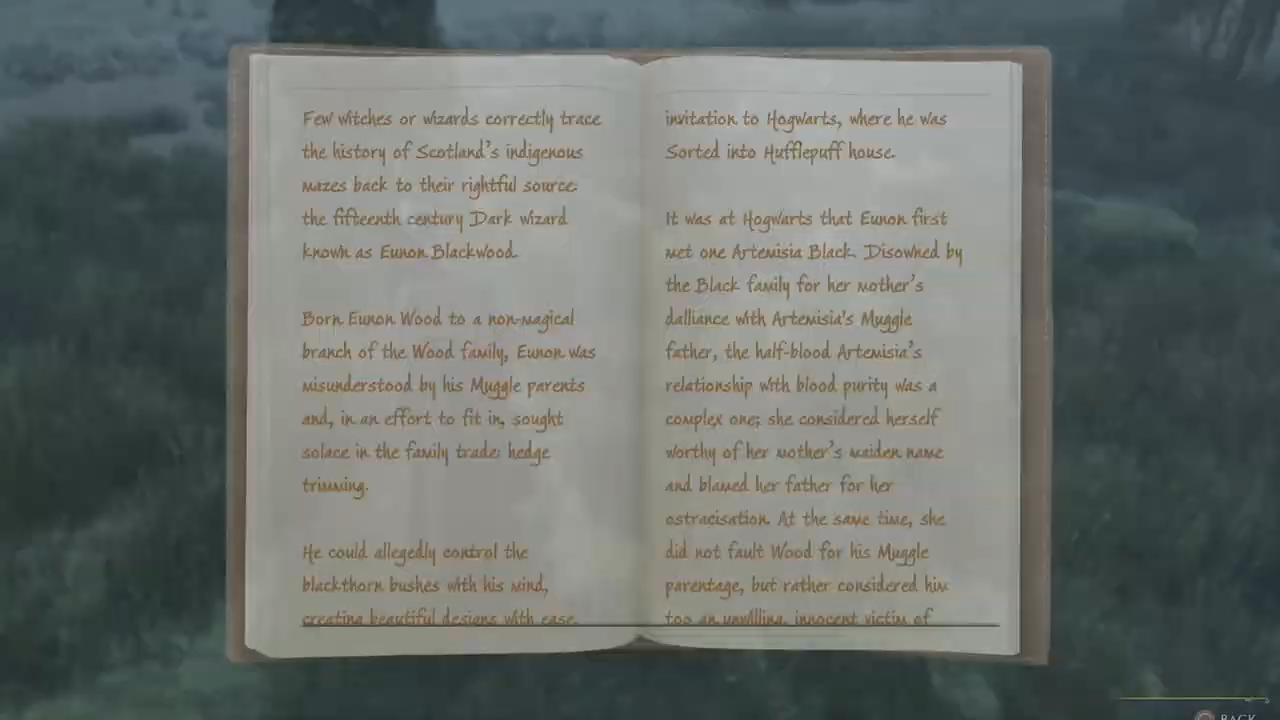 Few witches or wizards correctly trace
the history of Scotland's indigenous
mazes back to their rightful source:
the fifteenth century Dark wizard
known as Eunon Blackwood.
Born Eunon Wood to a non-magical
branch of the Wood family, Eunon was
misunderstood by his Muggle parents
and, in an effort to fit in, sought
solace in the family trade: hedge
trimming.
He could allegedly control the
blackthorn bushes with his mind,
creating beautiful designs with ease.
invitation to Hogwarts, where he was
Sorted into Hufflepuff house.
It was at Hogwarts that Eunon first
met one Artemisia Black. Disowned by
the Black family for her mother's
dalliance with Artemisia's Muggle
father, the half-blood Artemisia's
relationship with blood purity was a
complex one; she considered herself
worthy of her mother's maiden name
and blamed her father for her
ostracisation. At the same time, she
did not fault Wood for his Muggle
parentage, but rather considered him
too an unwilling, innocent victim of
BACK